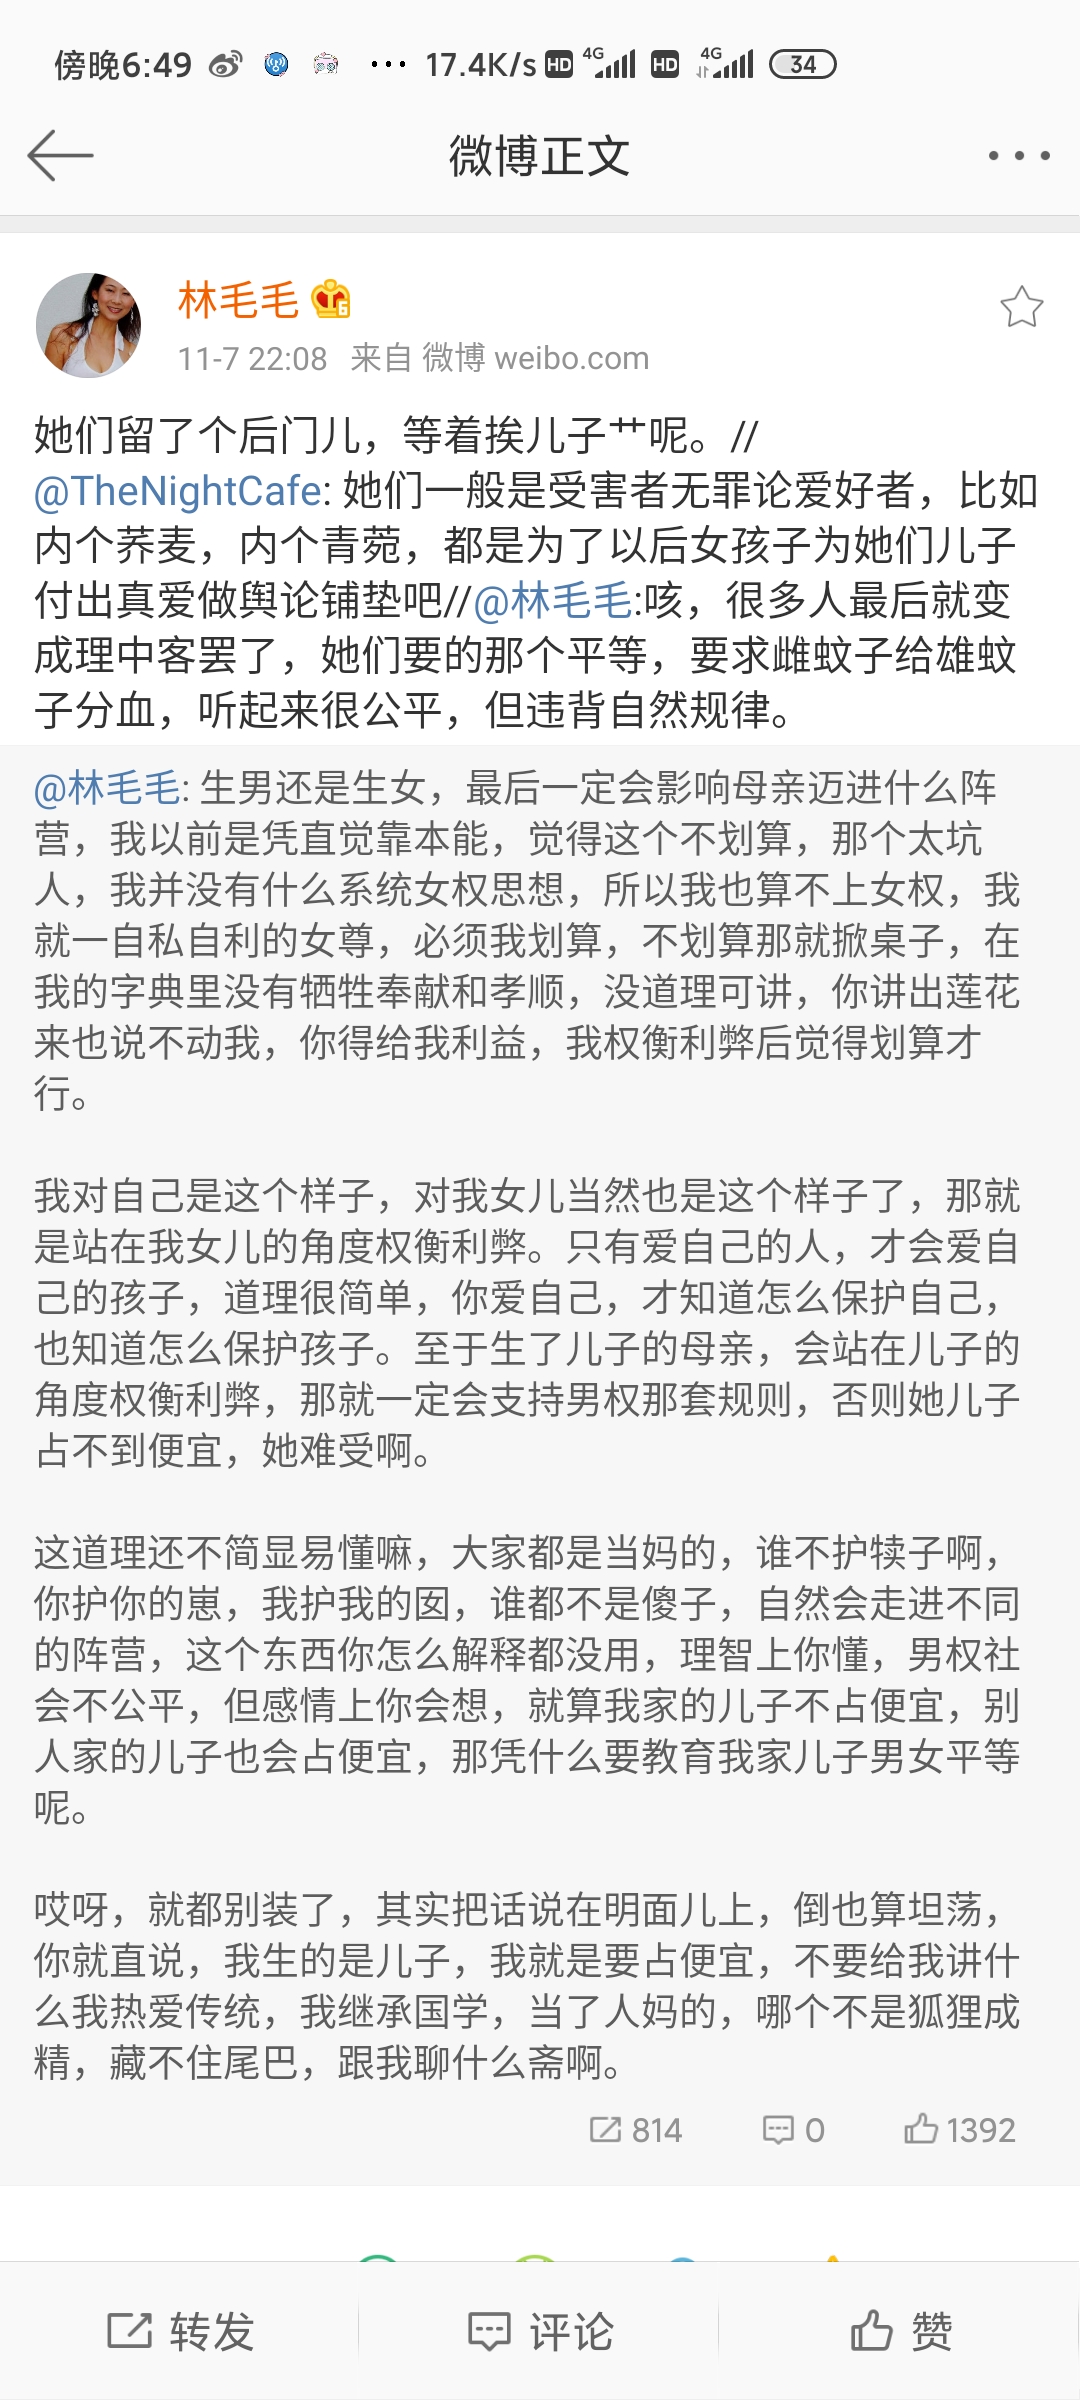 傍晚6:49 ··· 17.4K/s HD 4G HD 4G 34
微博正文
林毛毛 6
11-7 22:08 来自 微博 weibo.com
她们留了个后门儿，等着挨儿子艹呢。//
@TheNightCafe: 她们一般是受害者无罪论爱好者，比如
内个荞麦，内个青菀，都是为了以后女孩子为她们儿子
付出真爱做舆论铺垫吧//@林毛毛:咳，很多人最后就变
成理中客罢了，她们要的那个平等，要求雌蚊子给雄蚊
子分血，听起来很公平，但违背自然规律。
@林毛毛: 生男还是生女，最后一定会影响母亲迈进什么阵
营，我以前是凭直觉靠本能，觉得这个不划算，那个太坑
人，我并没有什么系统女权思想，所以我也算不上女权，我
就一自私自利的女尊，必须我划算，不划算那就掀桌子，在
我的字典里没有牺牲奉献和孝顺，没道理可讲，你讲出莲花
来也说不动我，你得给我利益，我权衡利弊后觉得划算才
行。
我对自己是这个样子，对我女儿当然也是这个样子了，那就
是站在我女儿的角度权衡利弊。只有爱自己的人，才会爱自
己的孩子，道理很简单，你爱自己，才知道怎么保护自己，
也知道怎么保护孩子。至于生了儿子的母亲，会站在儿子的
角度权衡利弊，那就一定会支持男权那套规则，否则她儿子
占不到便宜，她难受啊。
这道理还不简显易懂嘛，大家都是当妈的，谁不护犊子啊，
你护你的崽，我护我的囡，谁都不是傻子，自然会走进不同
的阵营，这个东西你怎么解释都没用，理智上你懂，男权社
会不公平，但感情上你会想，就算我家的儿子不占便宜，别
人家的儿子也会占便宜，那凭什么要教育我家儿子男女平等
呢。
哎呀，就都别装了，其实把话说在明面儿上，倒也算坦荡，
你就直说，我生的是儿子，我就是要占便宜，不要给我讲什
么我热爱传统，我继承国学，当了人妈的，哪个不是狐狸成
精，藏不住尾巴，跟我聊什么斋啊。
814 0 1392
转发 评论 赞